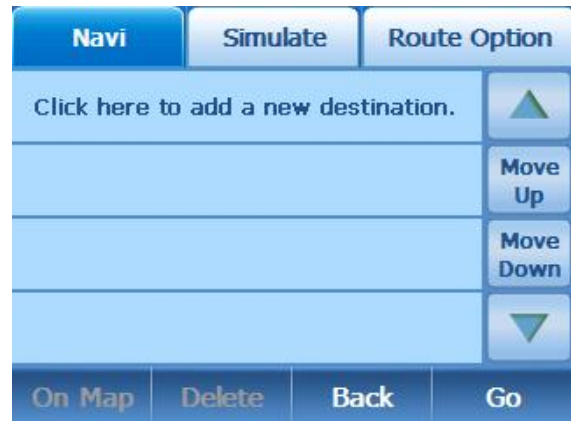 Navi Simulate Route Option
Click here to add a new destination.
Move
Up
Move
Down
On Map Delete Back Go